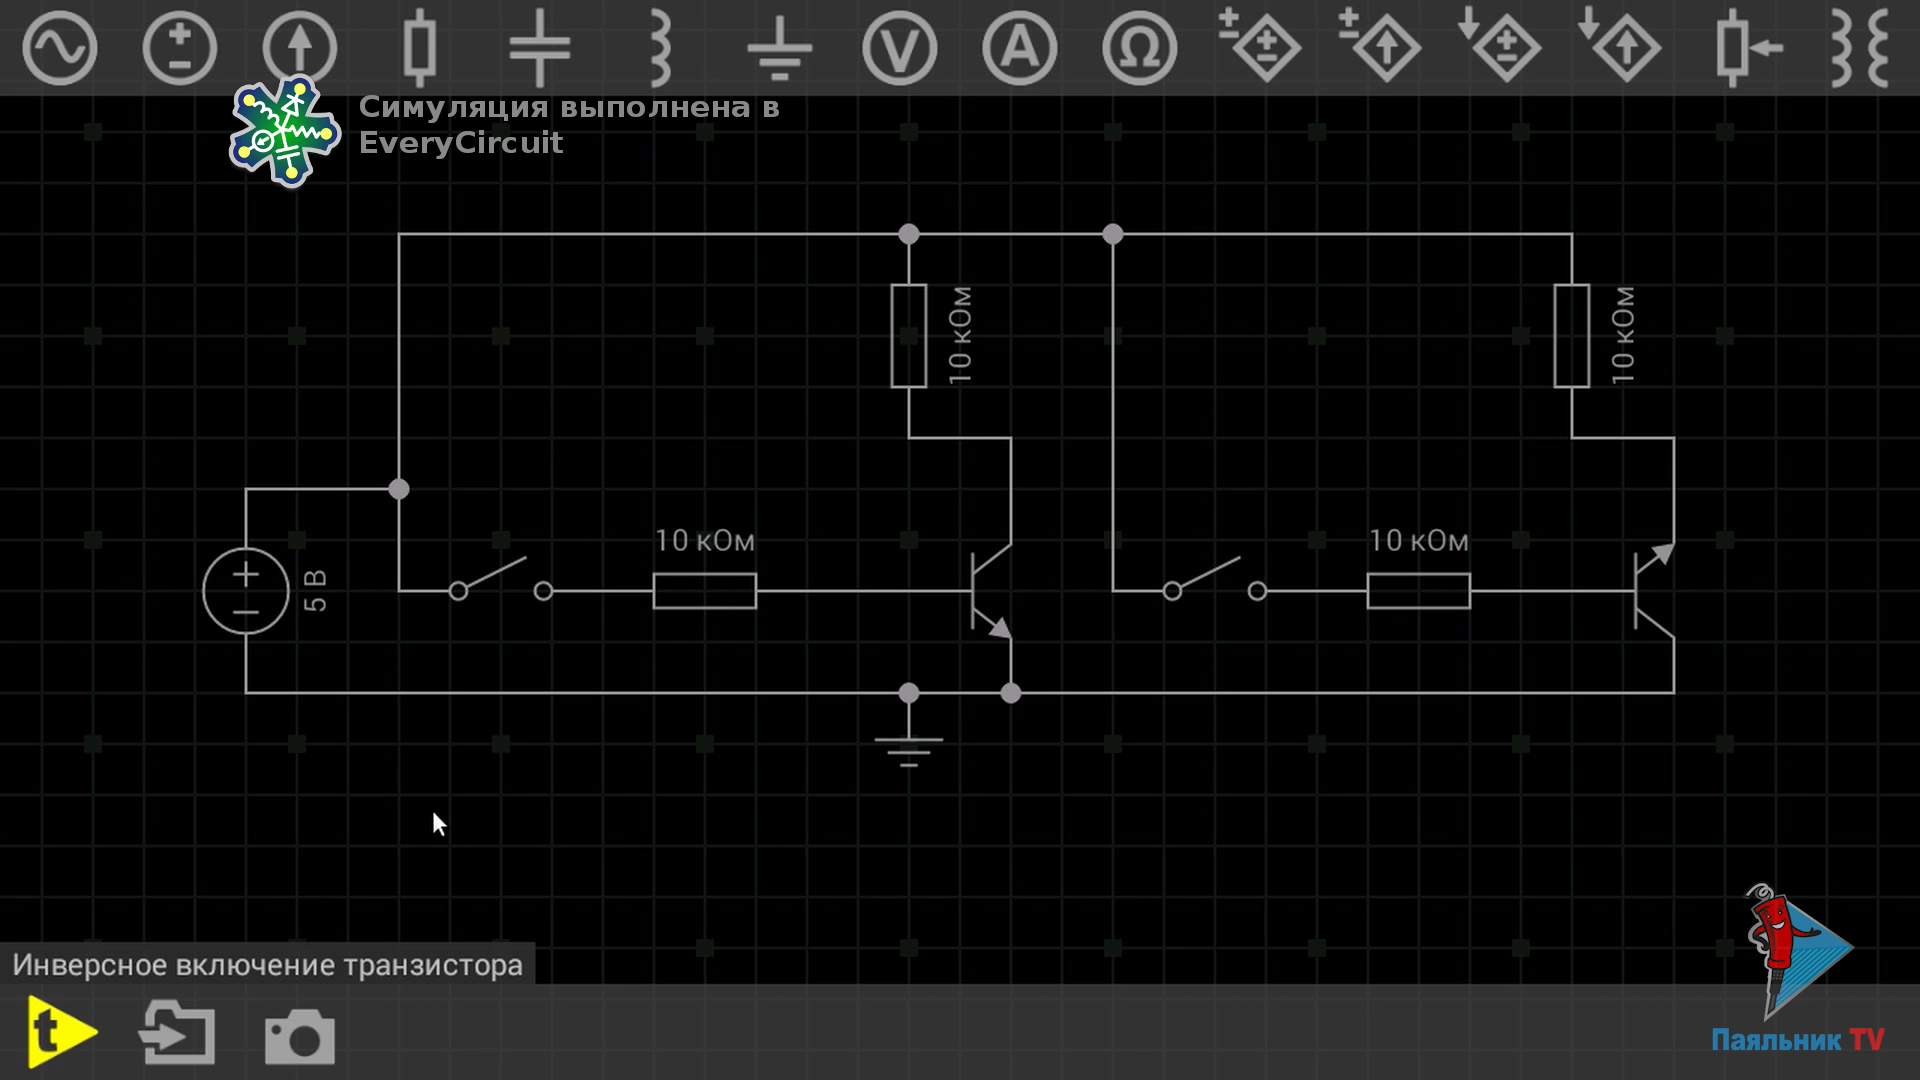 V
A
Ω
Симуляция выполнена в
EveryCircuit
10 кОм
10 кОм
10 кОм
10 кОм
5 В
Инверсное включение транзистора
t
Паяльник TV